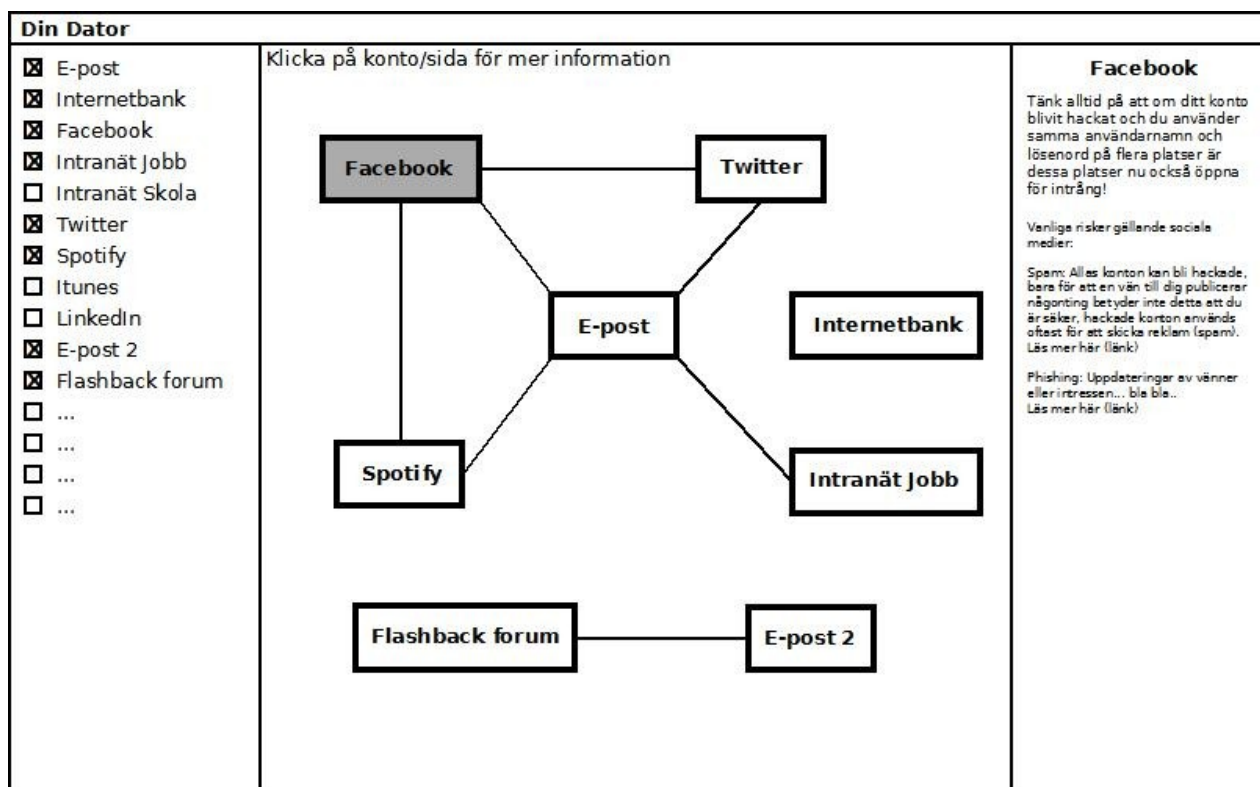 Din Dator
E-post
Internetbank
Facebook
Intranät Jobb
Intranät Skola
Twitter
Spotify
Itunes
LinkedIn
E-post 2
Flashback forum
...
...
...
...
Klicka på konto/sida för mer information
Facebook
Twitter
E-post
Internetbank
Spotify
Intranät Jobb
Flashback forum
E-post 2
Facebook
Tänk alltid på att om ditt konto
blivit hackat och du använder
samma användarnamn och
lösenord på flera platser är
dessa platser nu också öppna
för intrång!
Vanliga risker gällande sociala
medier:
Spam: Allas konton kan bli hackade,
bara för att en vän till dig publicerar
någonting betyder inte detta att du
är säker, hackade konton används
oftast för att skicka reklam (spam).
Läs mer här (länk)
Phishing: Uppdateringar av vänner
eller intressen... bla bla..
Läs mer här (länk)